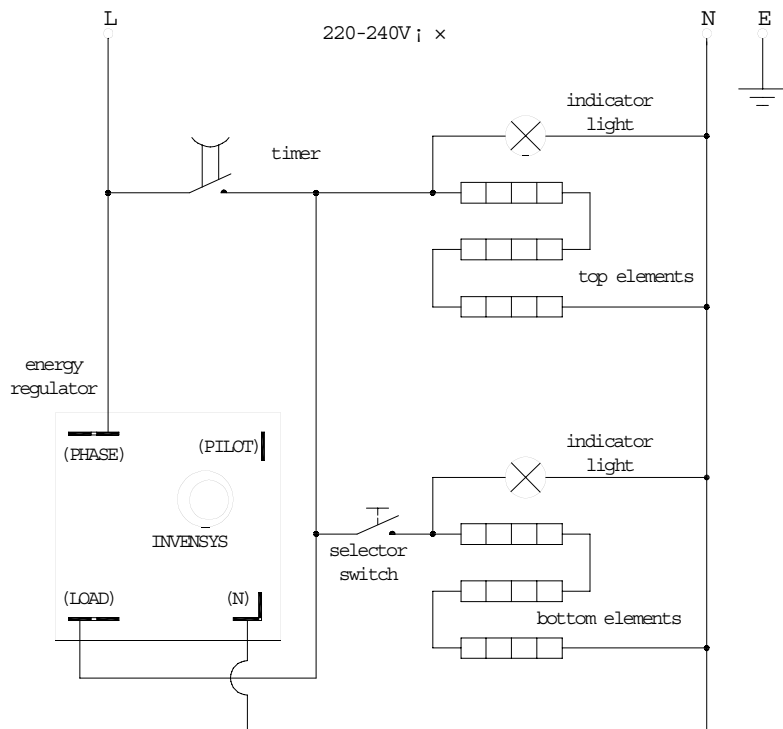 L
220-240V¡ ×
N
E
indicator
light
timer
top elements
energy
regulator
(PHASE)
(PILOT)
INVENSYS
(LOAD)
(N)
indicator
light
selector
switch
bottom elements